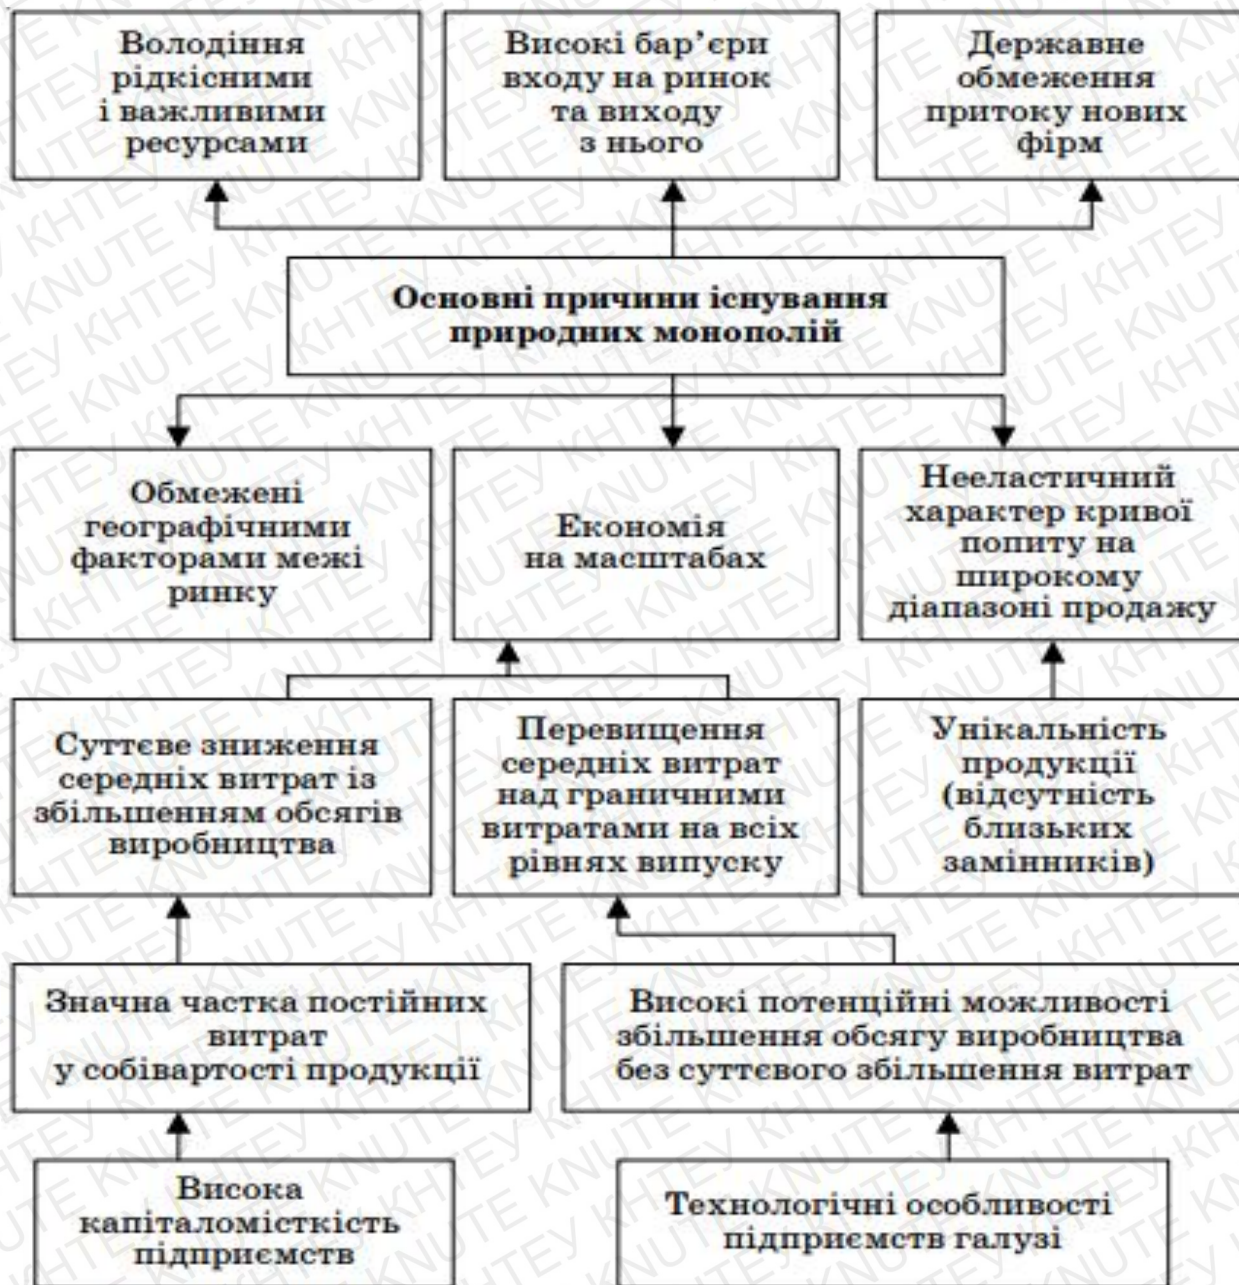 Володіння
рідкісними
і важливими
ресурсами
Високі бар’єри
входу на ринок
та виходу
з нього
Державне
обмеження
притоку нових
фірм
Основні причини існування
природних монополій
Обмежені
географічними
факторами межі
ринку
Економія
на масштабах
Нееластичний
характер кривої
попиту на
широкому
діапазоні продажу
Суттєве зниження
середніх витрат із
збільшенням обсягів
виробництва
Перевищення
середніх витрат
над граничними
витратами на всіх
рівнях випуску
Унікальність
продукції
(відсутність
близьких
замінників)
Значна частка постійних
витрат
у собівартості продукції
Високі потенційні можливості
збільшення обсягу виробництва
без суттєвого збільшення витрат
Висока
капіталомісткість
підприємств
Технологічні особливості
підприємств галузі
KNUTE КНТЕУ